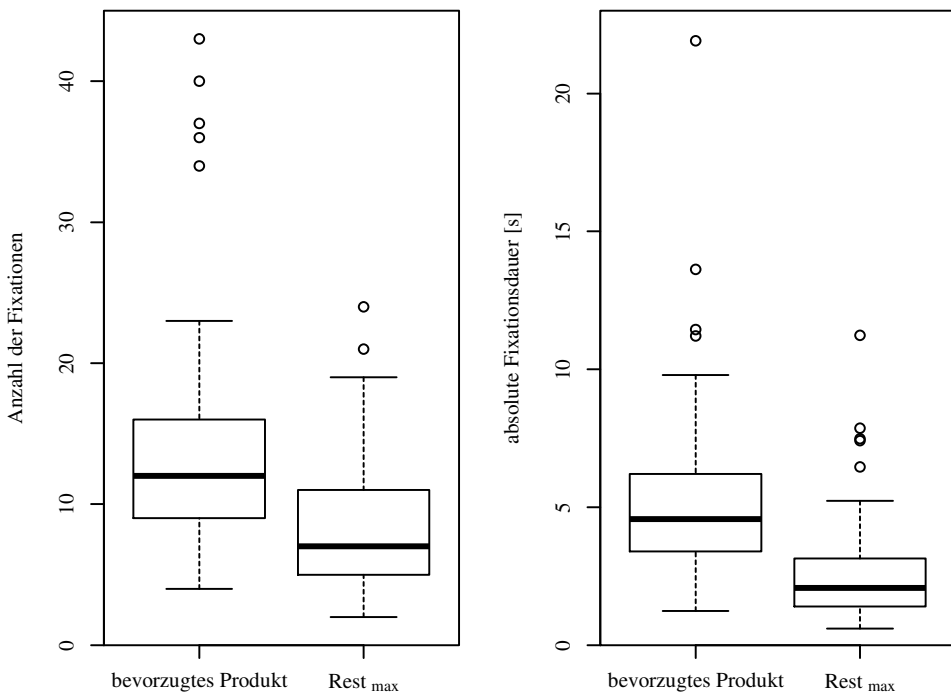 Anzahl der Fixationen
40
30
20
10
0
bevorzugtes Produkt
Rest max
absolute Fixationsdauer [s]
20
15
10
5
0
bevorzugtes Produkt
Rest max